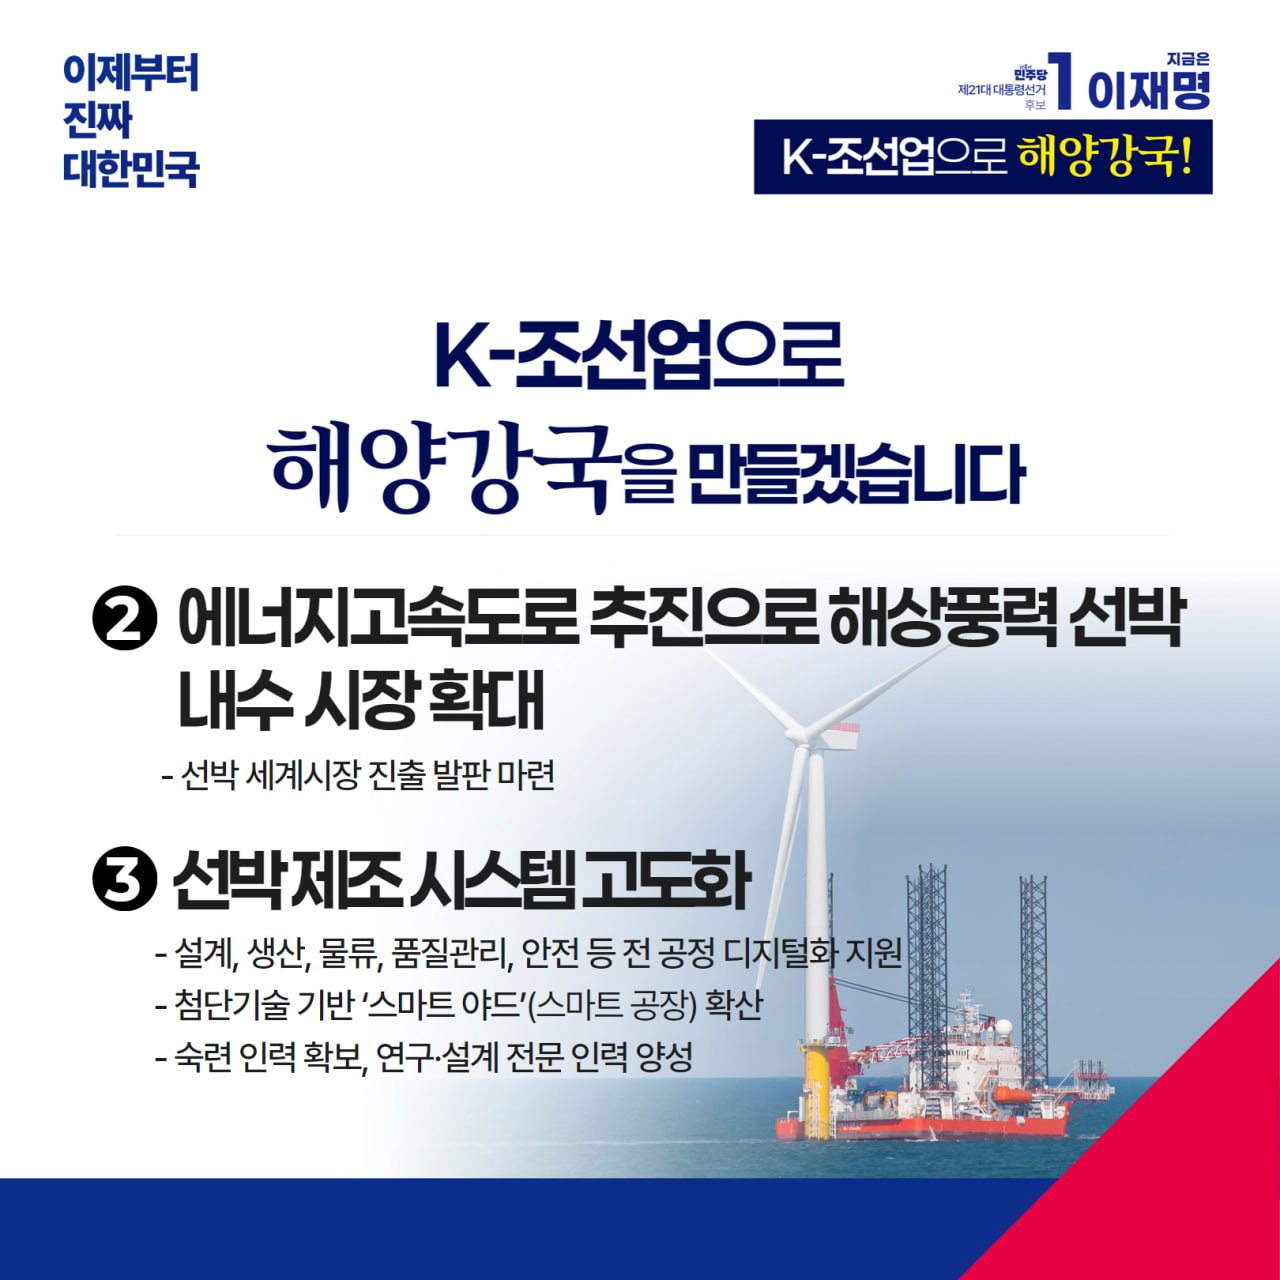 이제부터
진짜
대한민국
지금은
민주당
제21대 대통령선거
후보
1 이재명
K-조선업으로 해양강국!
K-조선업으로
해양강국을 만들겠습니다
2 에너지고속도로 추진으로 해상풍력 선박
내수 시장 확대
- 선박 세계시장 진출 발판 마련
3 선박 제조 시스템 고도화
- 설계, 생산, 물류, 품질관리, 안전 등 전 공정 디지털화 지원
- 첨단기술 기반 ‘스마트 야드’(스마트 공장) 확산
- 숙련 인력 확보, 연구·설계 전문 인력 양성